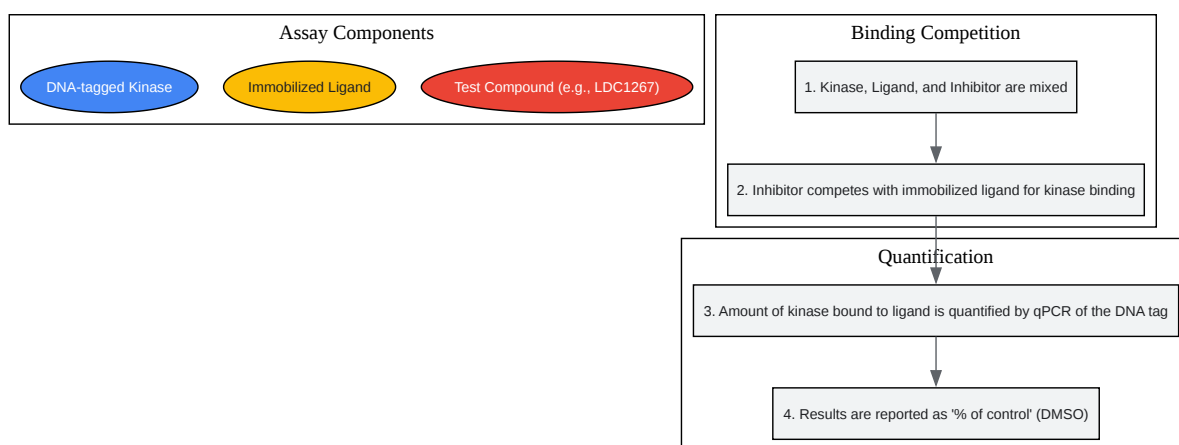 Assay Components
DNA-tagged Kinase
Immobilized Ligand
Test Compound (e.g., LDC1267)
Binding Competition
1. Kinase, Ligand, and Inhibitor are mixed
2. Inhibitor competes with immobilized ligand for kinase binding
Quantification
3. Amount of kinase bound to ligand is quantified by qPCR of the DNA tag
4. Results are reported as '% of control' (DMSO)